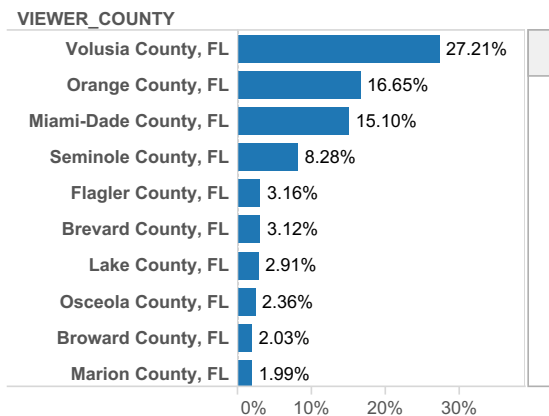 VIEWER_COUNTY
Volusia County, FL 27.21%
Orange County, FL 16.65%
Miami-Dade County, FL 15.10%
Seminole County, FL 8.28%
Flagler County, FL 3.16%
Brevard County, FL 3.12%
Lake County, FL 2.91%
Osceola County, FL 2.36%
Broward County, FL 2.03%
Marion County, FL 1.99%
0% 10% 20% 30%